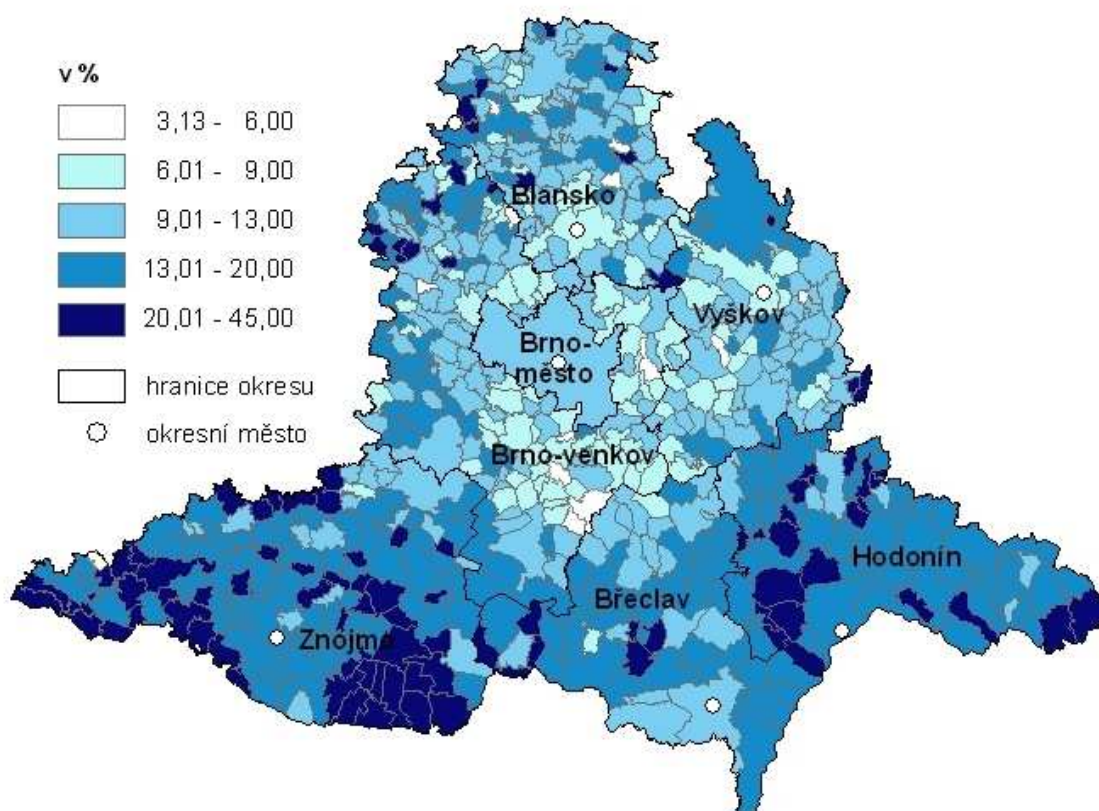 v %
3,13 - 6,00
6,01 - 9,00
9,01 - 13,00
13,01 - 20,00
20,01 - 45,00
hranice okresu
okresní město
Blansko
Vyškov
Brno-
město
Brno-venkov
Hodonín
Břeclav
Znojmo